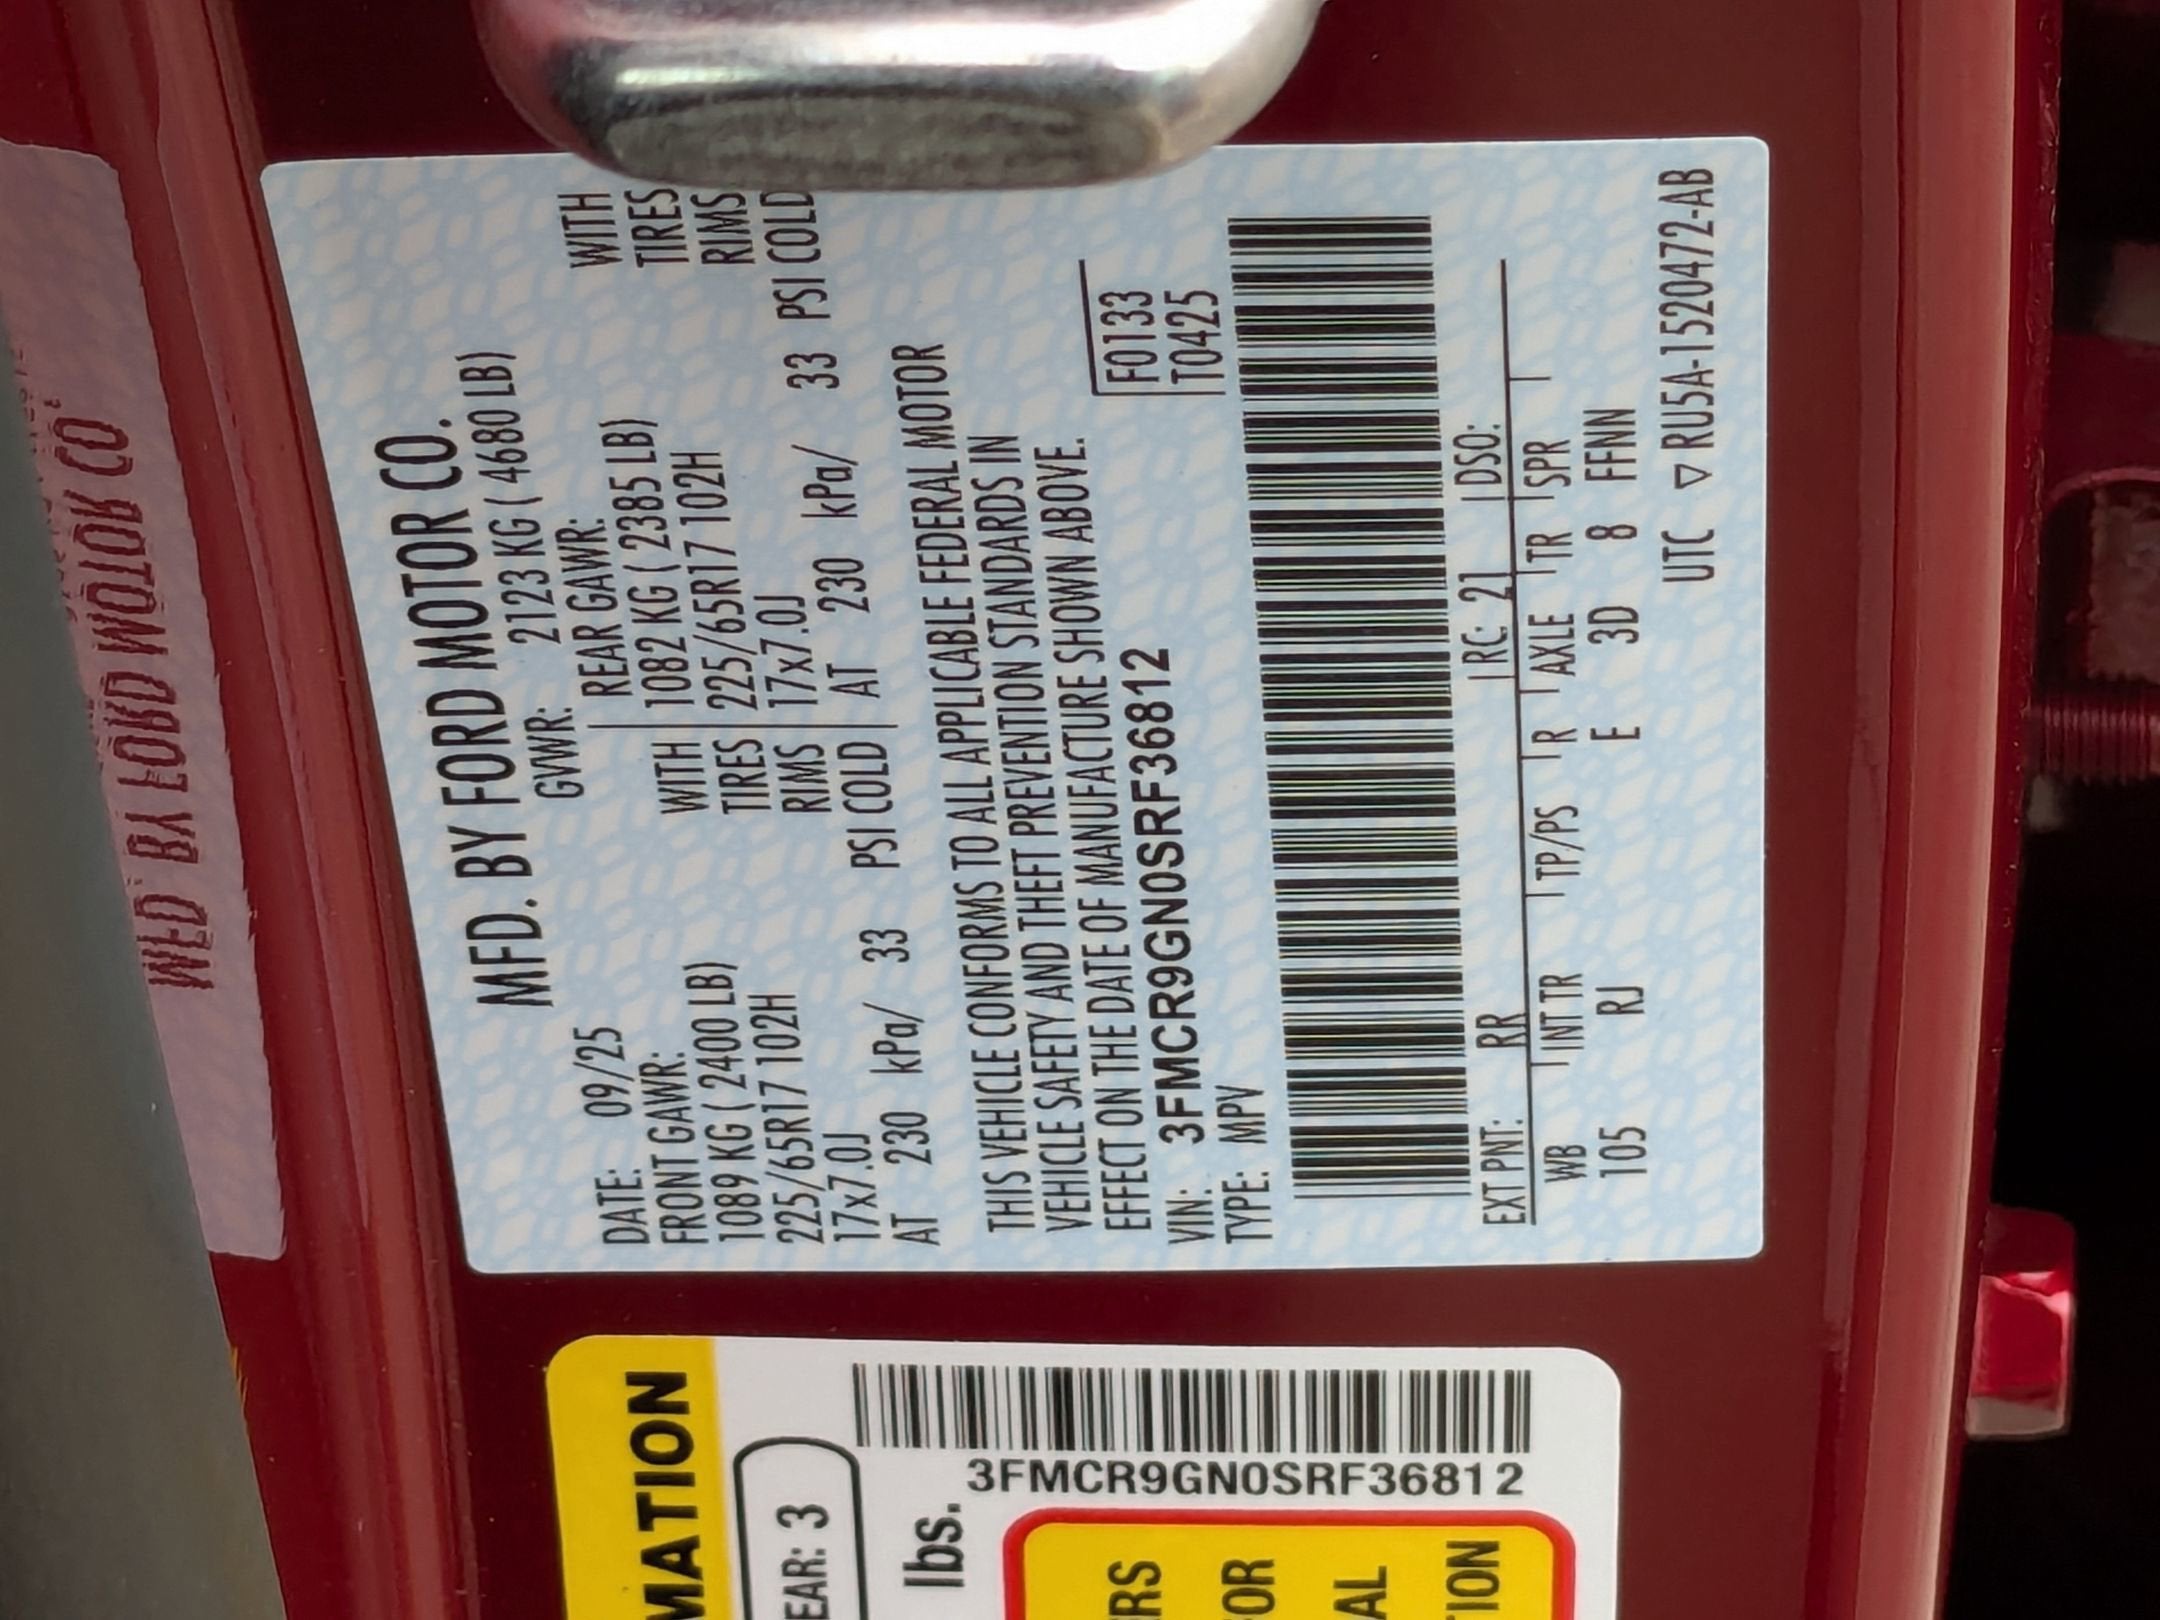 MFD. BY FORD MOTOR CO.
DATE: 09/25 GVWR: 2123 KG ( 4680 LB)
FRONT GAWR: REAR GAWR:
1089 KG ( 2400 LB) WITH 1082 KG ( 2385 LB) WITH
225/65R17 102H TIRES 225/65R17 102H TIRES
17x7.0J RIMS 17x7.0J RIMS
AT 230 kPa/ 33 PSI COLD AT 230 kPa/ 33 PSI COLD
THIS VEHICLE CONFORMS TO ALL APPLICABLE FEDERAL MOTOR
VEHICLE SAFETY AND THEFT PREVENTION STANDARDS IN
EFFECT ON THE DATE OF MANUFACTURE SHOWN ABOVE.
VIN: 3FMCR9GN0SRF36812 F0133
TYPE: MPV T0425
EXT PNT: RR RC: 21 DSO:
WB INT TR TP/PS R AXLE TR SPR
105 RJ E 3D 8 FFNN
UTC ▽ RU5A-1520472-AB
MATION
EAR: 3
lbs.
3FMCR9GN0SRF36812
ERS
FOR
AL
TION